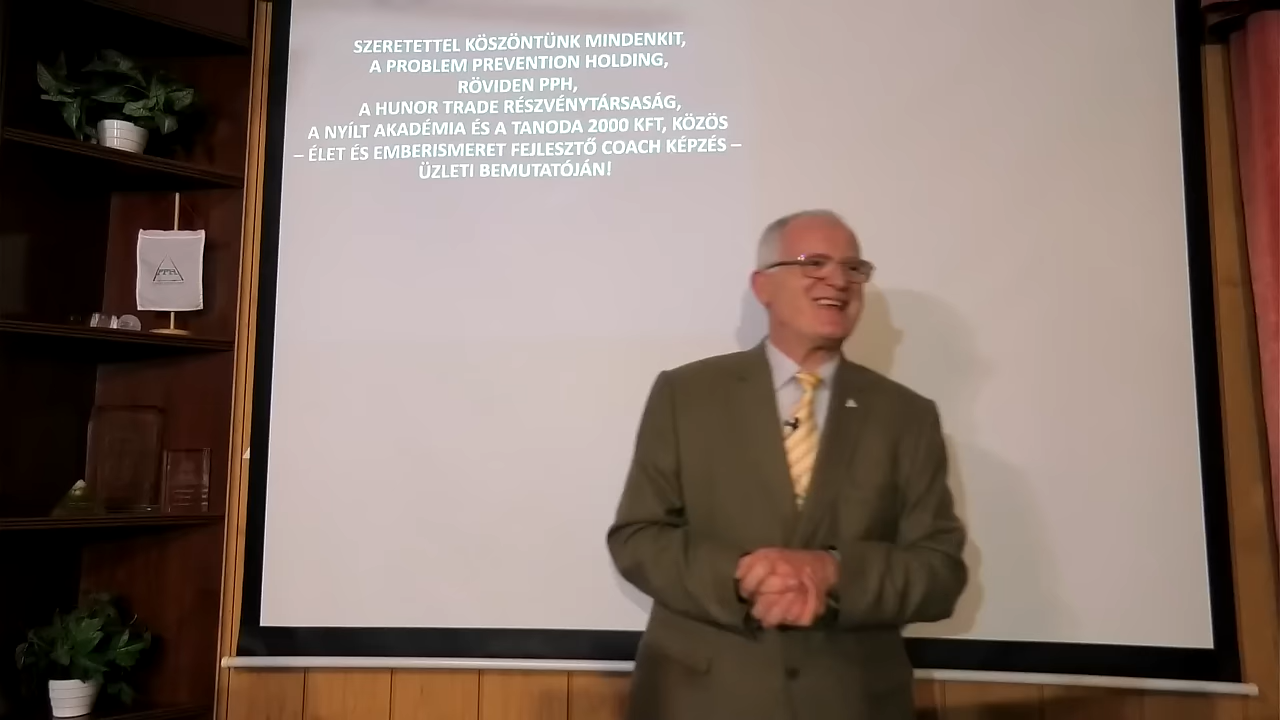 SZERETETTEL KÖSZÖNTÜNK MINDENKIT,
A PROBLEM PREVENTION HOLDING,
RÖVIDEN PPH,
A HUNOR TRADE RÉSZVÉNYTÁRSASÁG,
A NYÍLT AKADÉMIA ÉS A TANODA 2000 KFT, KÖZÖS
– ÉLET ÉS EMBERISMERET FEJLESZTŐ COACH KÉPZÉS –
ÜZLETI BEMUTATÓJÁN!
PPH